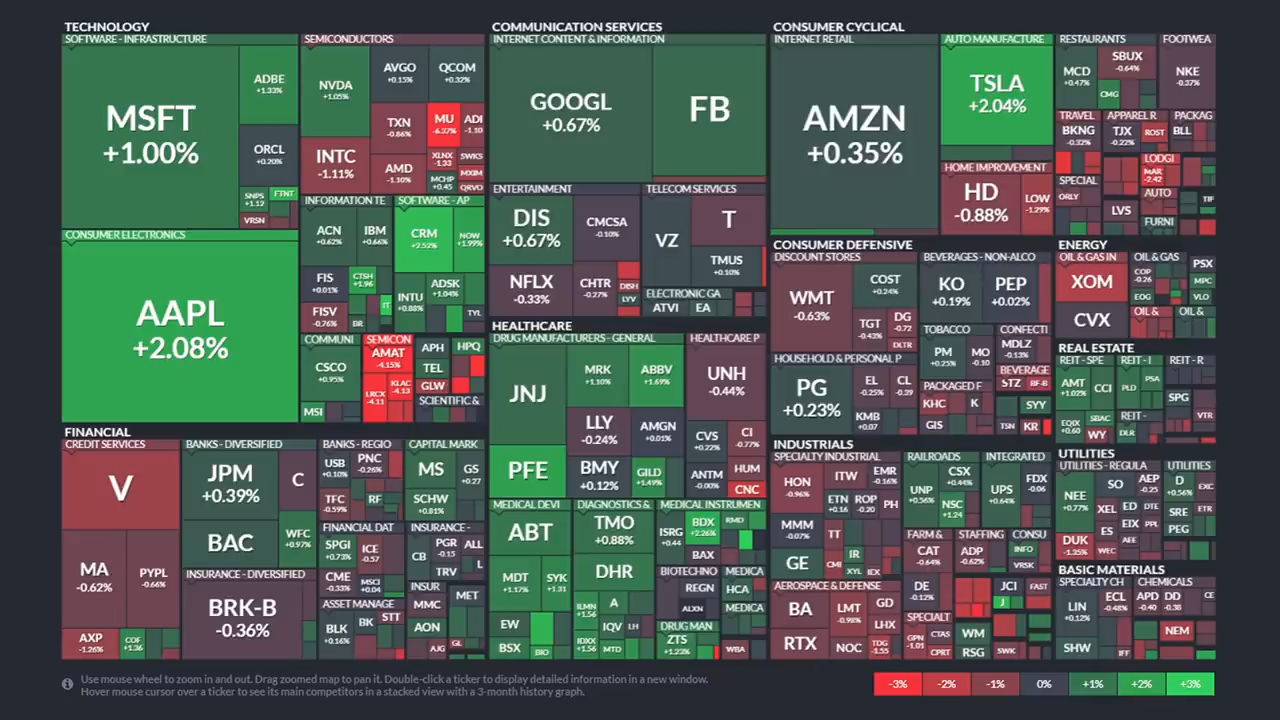 TECHNOLOGY
SOFTWARE - INFRASTRUCTURE
MSFT
+1.00%
ADBE
+1.33%
ORCL
+0.20%
SNPS
+1.12
FTNT
VRSN
SEMICONDUCTORS
NVDA
+1.05%
AVGO
+0.15%
QCOM
+0.32%
TXN
-0.86%
MU
-6.37%
ADI
-1.10
INTC
-1.11%
AMD
-1.10%
XLNX
-1.33
SWKS
MCHP
+0.45
MXIM
QRVO
CONSUMER ELECTRONICS
AAPL
+2.08%
INFORMATION TE
ACN
+0.62%
IBM
+0.66%
FIS
+0.01%
CTSH
+1.96
FISV
-0.76%
BR
IT
SOFTWARE - AP
CRM
+2.52%
NOW
+1.99%
INTU
+0.88%
ADSK
+1.04%
TYL
COMMUNI
CSCO
+0.95%
MSI
SEMICON
AMAT
-4.15%
LRCX
-4.11
KLAC
-4.13
APH
HPQ
TEL
GLW
SCIENTIFIC &
COMMUNICATION SERVICES
INTERNET CONTENT & INFORMATION
GOOGL
+0.67%
FB
ENTERTAINMENT
DIS
+0.67%
CMCSA
-0.10%
NFLX
-0.33%
CHTR
-0.27%
DISH
LYV
TELECOM SERVICES
VZ
T
TMUS
+0.10%
ELECTRONIC GA
ATVI
EA
CONSUMER CYCLICAL
INTERNET RETAIL
AMZN
+0.35%
AUTO MANUFACTURE
TSLA
+2.04%
HOME IMPROVEMENT
HD
-0.88%
LOW
-1.29%
RESTAURANTS
MCD
+0.47%
SBUX
-0.64%
CMG
FOOTWEA
NKE
-0.37%
TRAVEL
BKNG
-0.32%
APPAREL R
TJX
-0.22%
ROST
PACKAG
BLL
SPECIAL
ORLY
LODGI
MAR
-2.42
AUTO
LVS
FURNI
TIF
FINANCIAL
CREDIT SERVICES
V
MA
-0.62%
PYPL
-0.66%
AXP
-1.26%
COF
+1.36
BANKS - DIVERSIFIED
JPM
+0.39%
C
BAC
WFC
+0.97%
INSURANCE - DIVERSIFIED
BRK-B
-0.36%
BANKS - REGIO
USB
+0.10%
PNC
-0.26%
TFC
-0.59%
RF
CAPITAL MARK
MS
GS
+0.27
SCHW
+0.81%
FINANCIAL DAT
SPGI
+0.73%
ICE
-0.57
CME
-0.33%
MSCI
+0.04
INSURANCE -
CB
PGR
-0.15
ALL
TRV
L
ASSET MANAGE
BLK
+0.16%
BK
STT
INSUR
MMC
MET
AON
AJG
GL
HEALTHCARE
DRUG MANUFACTURERS - GENERAL
JNJ
MRK
+1.10%
ABBV
+1.69%
LLY
-0.24%
AMGN
+0.01%
PFE
BMY
+0.12%
GILD
+1.49%
HEALTHCARE P
UNH
-0.44%
CVS
+0.22%
CI
-0.77%
ANTM
-0.00%
HUM
CNC
MEDICAL DEVI
ABT
MDT
+1.17%
SYK
+1.31
EW
BSX
BIO
DIAGNOSTICS &
TMO
+0.88%
DHR
ILMN
+1.56
A
IQV
LH
IDXX
+1.56
MTD
MEDICAL INSTRUMEN
ISRG
+0.44
BDX
+2.26%
RMD
BAX
BIOTECHNO
REGN
ALXN
MEDICA
HCA
MEDICA
DRUG MAN
ZTS
+1.23%
WBA
CONSUMER DEFENSIVE
DISCOUNT STORES
WMT
-0.63%
COST
+0.24%
TGT
-0.43%
DG
-0.72
DLTR
BEVERAGES - NON-ALCO
KO
+0.19%
PEP
+0.02%
HOUSEHOLD & PERSONAL P
PG
+0.23%
EL
-0.25%
CL
-0.39
KMB
+0.07
TOBACCO
PM
+0.25%
MO
-0.10
CONFECTI
MDLZ
-0.13%
PACKAGED F
KHC
K
GIS
BEVERAGE
STZ
BF-B
SYY
TSN
KR
ENERGY
OIL & GAS IN
XOM
CVX
OIL & GAS
COP
-0.26
EOG
PSX
MPC
VLO
OIL &
OIL &
REAL ESTATE
REIT - SPE
AMT
+1.02%
CCI
EQIX
+0.60
SBAC
WY
REIT - I
PLD
PSA
REIT -
DLR
REIT - R
SPG
VTR
INDUSTRIALS
SPECIALTY INDUSTRIAL
HON
-0.96%
ITW
EMR
-0.16%
ETN
+0.16
ROP
-0.20
PH
MMM
-0.07%
TT
GE
CMI
IR
XYL
IEX
RAILROADS
UNP
+0.56%
CSX
+0.44%
NSC
+1.24
INTEGRATED
UPS
+0.64%
FDX
-0.06
FARM &
CAT
-0.64%
DE
-0.12%
STAFFING
ADP
-0.62%
CONSU
INFO
VRSK
AEROSPACE & DEFENSE
BA
LMT
-0.98%
GD
LHX
RTX
NOC
TDG
-1.55
SPECIALT
GPN
-1.01
CTAS
CPRT
JCI
FAST
J
WM
RSG
SWK
UTILITIES
UTILITIES - REGULA
NEE
+0.77%
SO
AEP
-0.25
XEL
ED
DTE
ES
EIX
PPL
DUK
-1.35%
WEC
AEE
UTILITIES
D
+0.56%
EXC
SRE
ETR
PEG
BASIC MATERIALS
SPECIALTY CH
LIN
+0.12%
ECL
-0.48%
SHW
IFF
CHEMICALS
APD
-0.40
DD
-0.38
CE
NEM
Use mouse wheel to zoom in and out. Drag zoomed map to pan it. Double-click a ticker to display detailed information in a new window.
Hover mouse cursor over a ticker to see its main competitors in a stacked view with a 3-month history graph.
-3%
-2%
-1%
0%
+1%
+2%
+3%